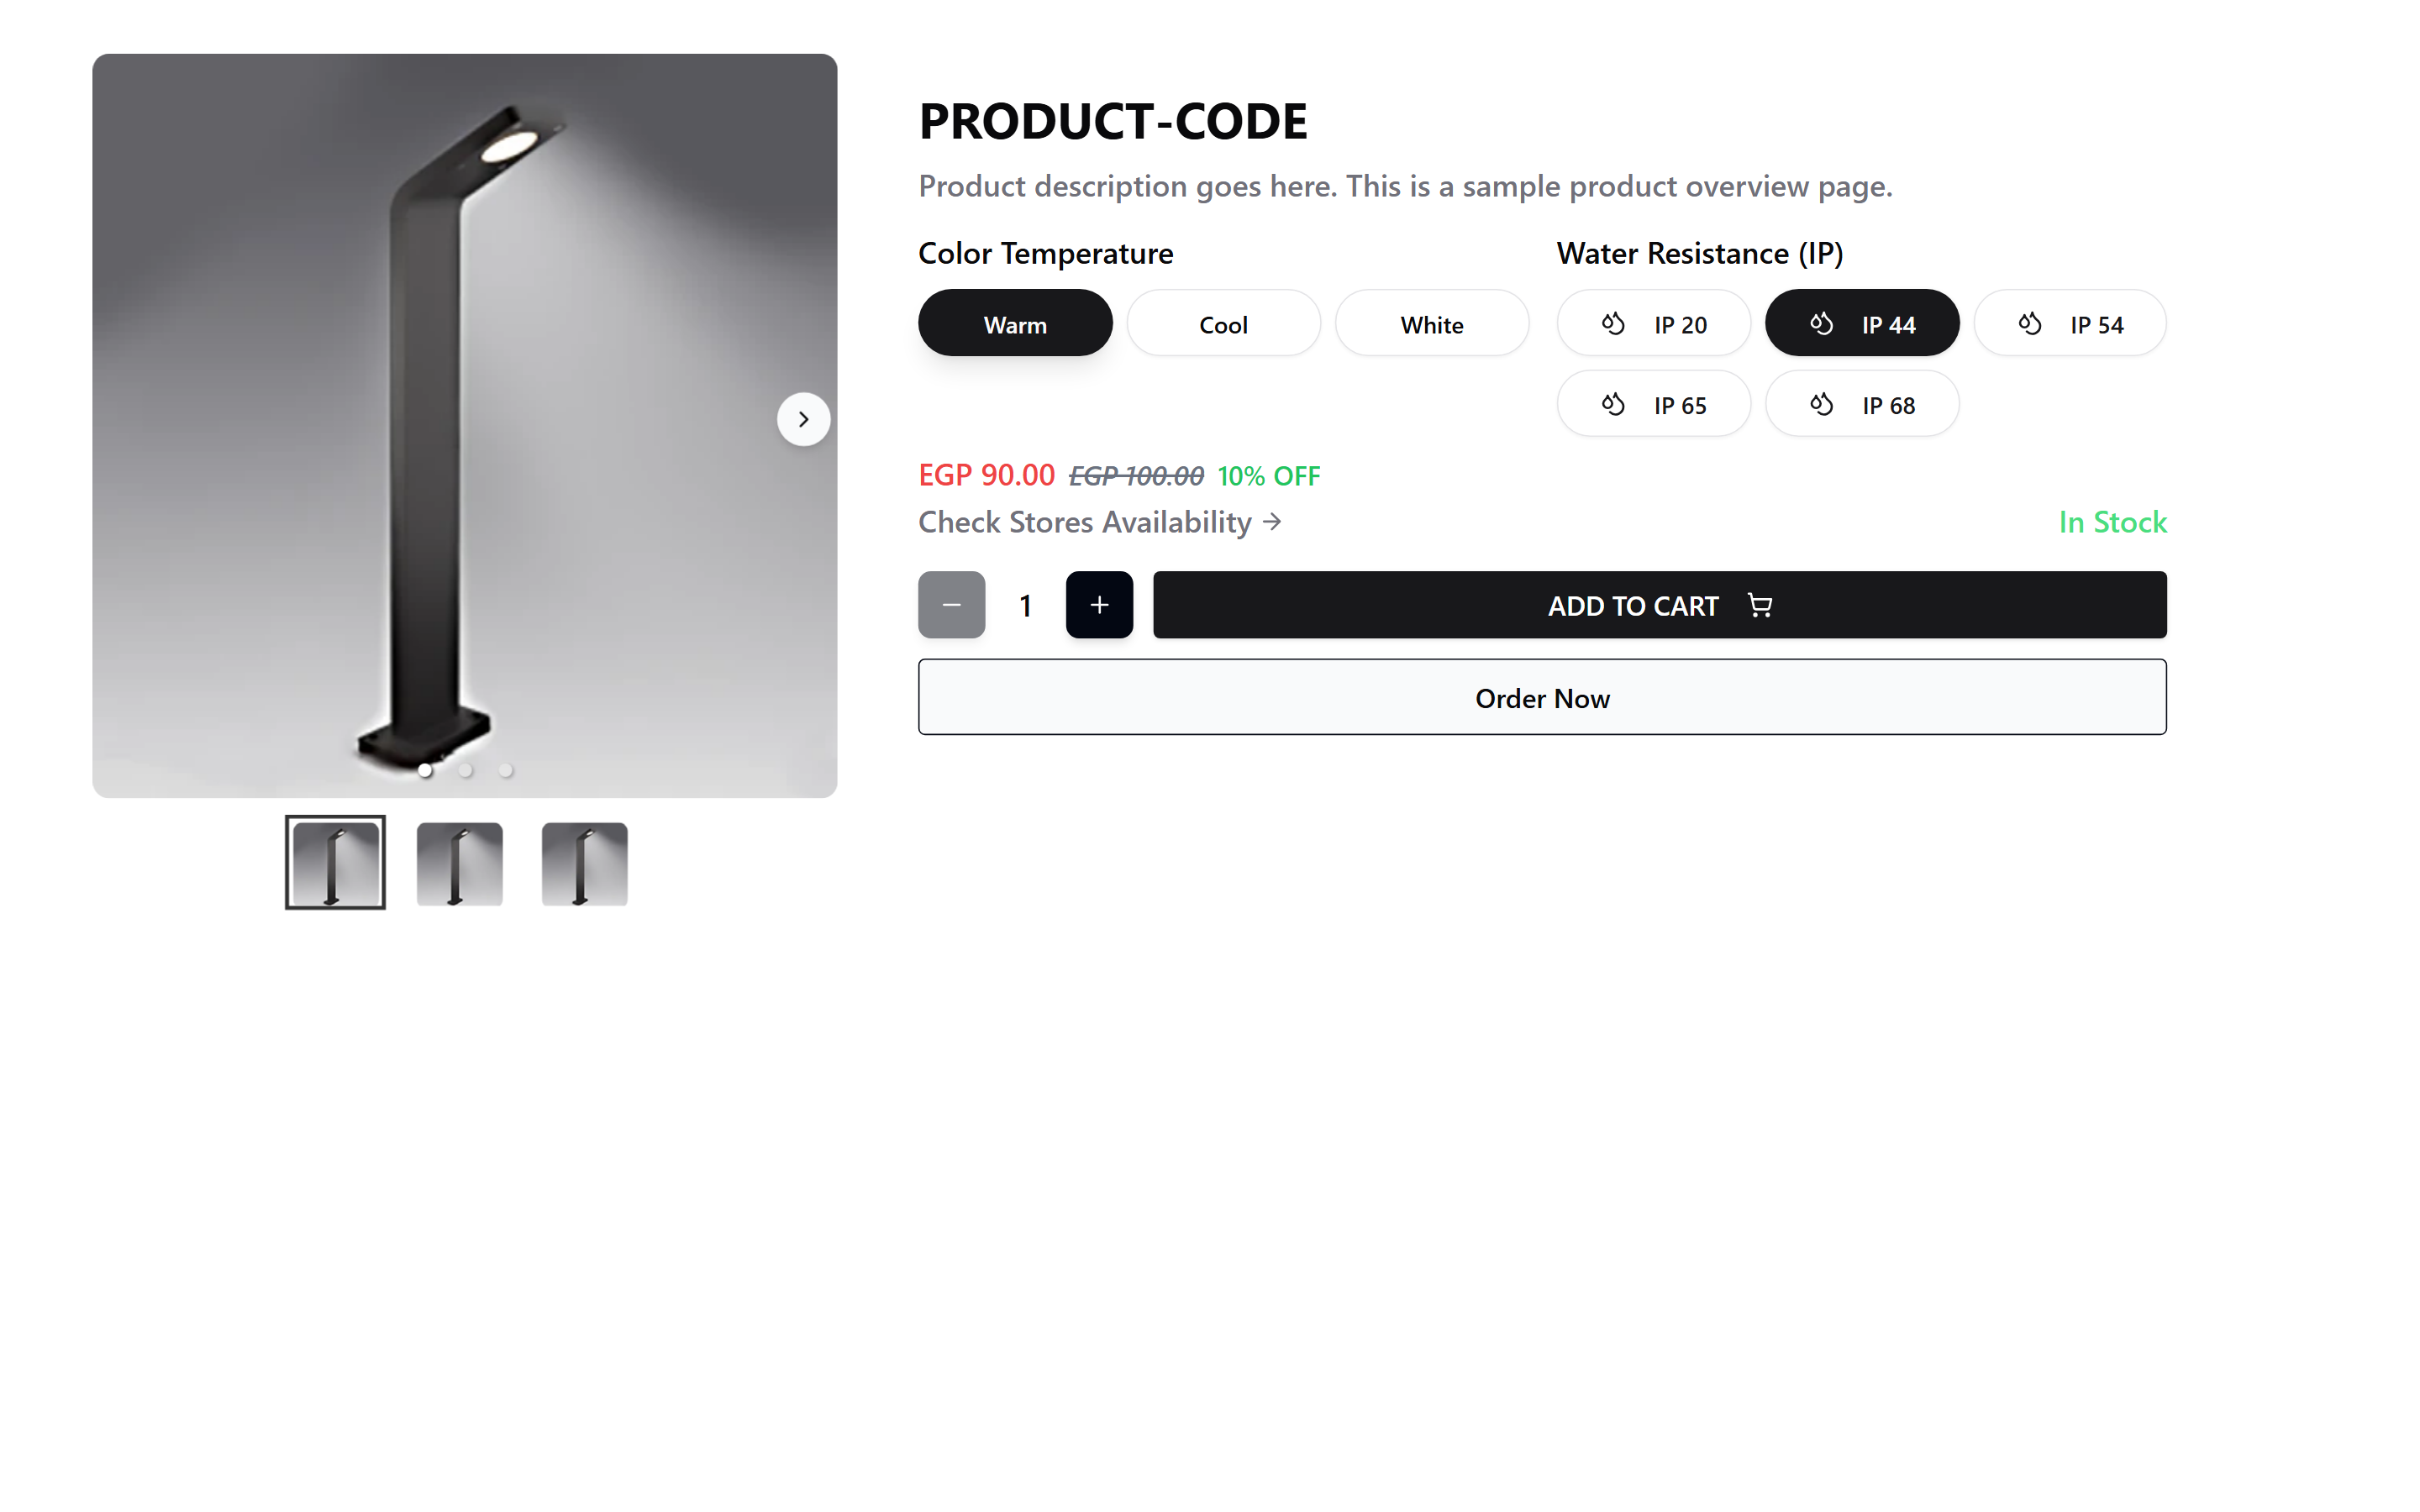 PRODUCT-CODE
Product description goes here. This is a sample product overview page.
Color Temperature
Warm Cool White
Water Resistance (IP)
IP 20 IP 44 IP 54
IP 65 IP 68
EGP 90.00 EGP 100.00 10% OFF
Check Stores Availability →
In Stock
1
ADD TO CART
Order Now